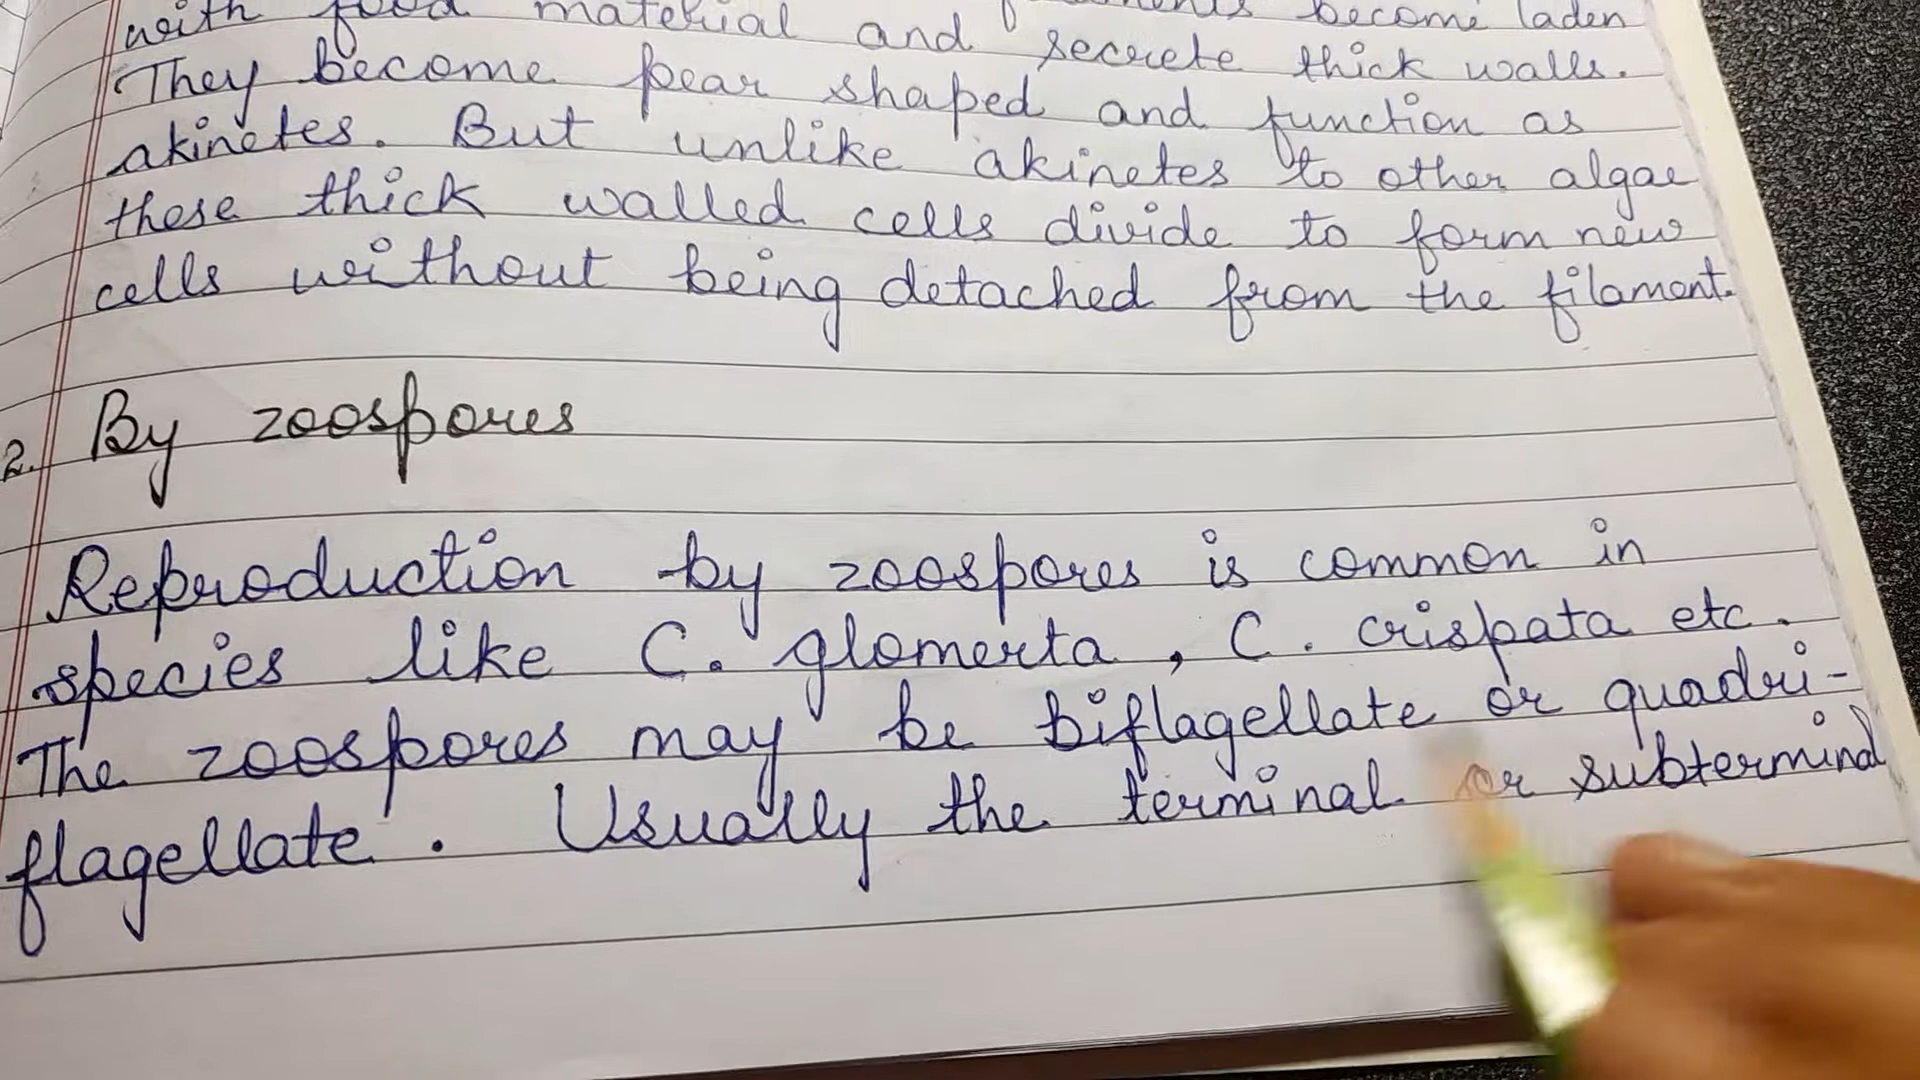 with food material and secrete thick walls. become laden
They become pear shaped and function as
akinetes. But unlike akinetes to other algae
these thick walled cells divide to form new
cells without being detached from the filament.
2. By zoospores
Reproduction by zoospores is common in
species like C. glomerta, C. crispata etc.
The zoospores may be biflagellate or quadri-
flagellate. Usually the terminal or subterminal